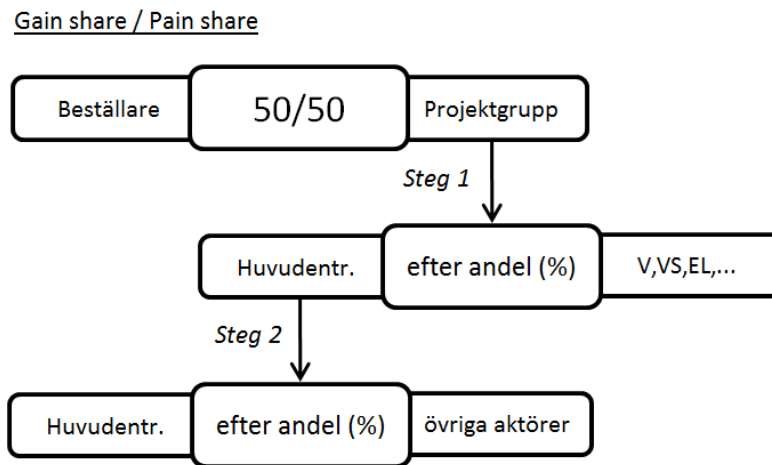 Gain share / Pain share
Beställare 50/50 Projektgrupp
Steg 1
Huvudentr. efter andel (%) V,VS,EL,...
Steg 2
Huvudentr. efter andel (%) övriga aktörer